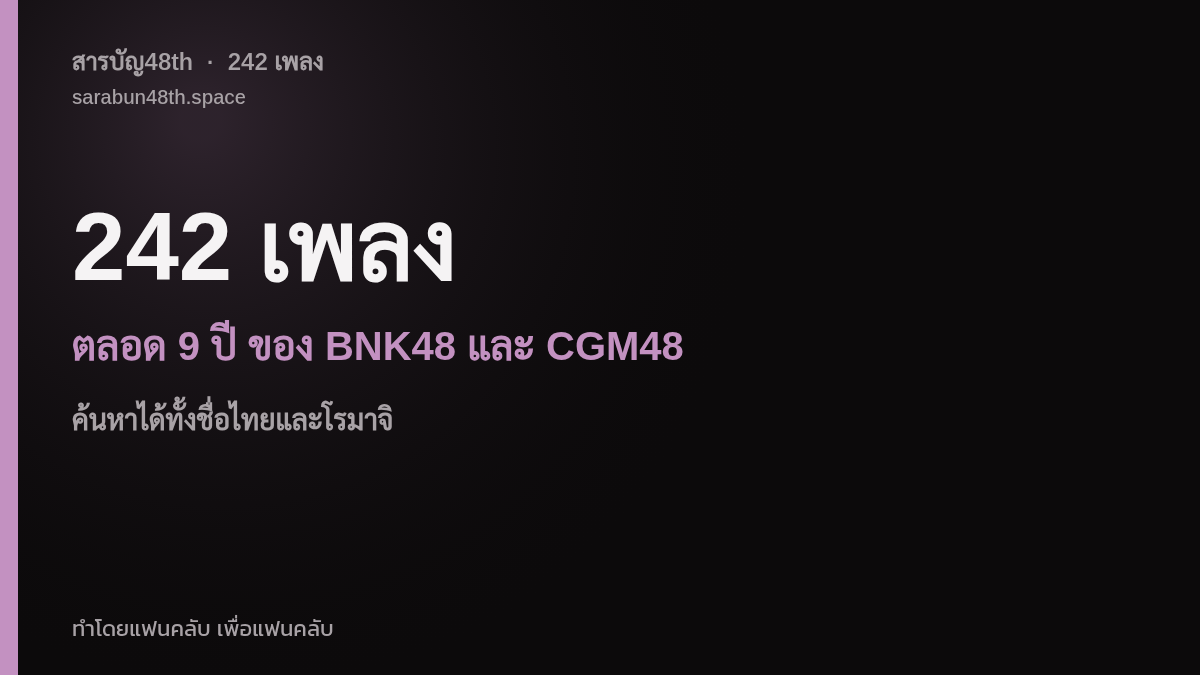 สารบัญ48th · 242 เพลง
sarabun48th.space
242 เพลง
ตลอด 9 ปี ของ BNK48 และ CGM48
ค้นหาได้ทั้งชื่อไทยและโรมาจิ
ทำโดยแฟนคลับ เพื่อแฟนคลับ